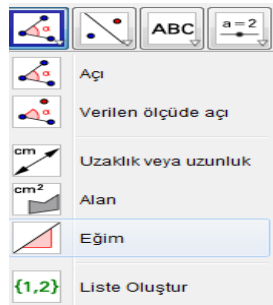 α
ABC
a = 2
α
Açı
α
Verilen ölçüde açı
cm
Uzaklık veya uzunluk
cm²
Alan
Eğim
{1,2}
Liste Oluştur